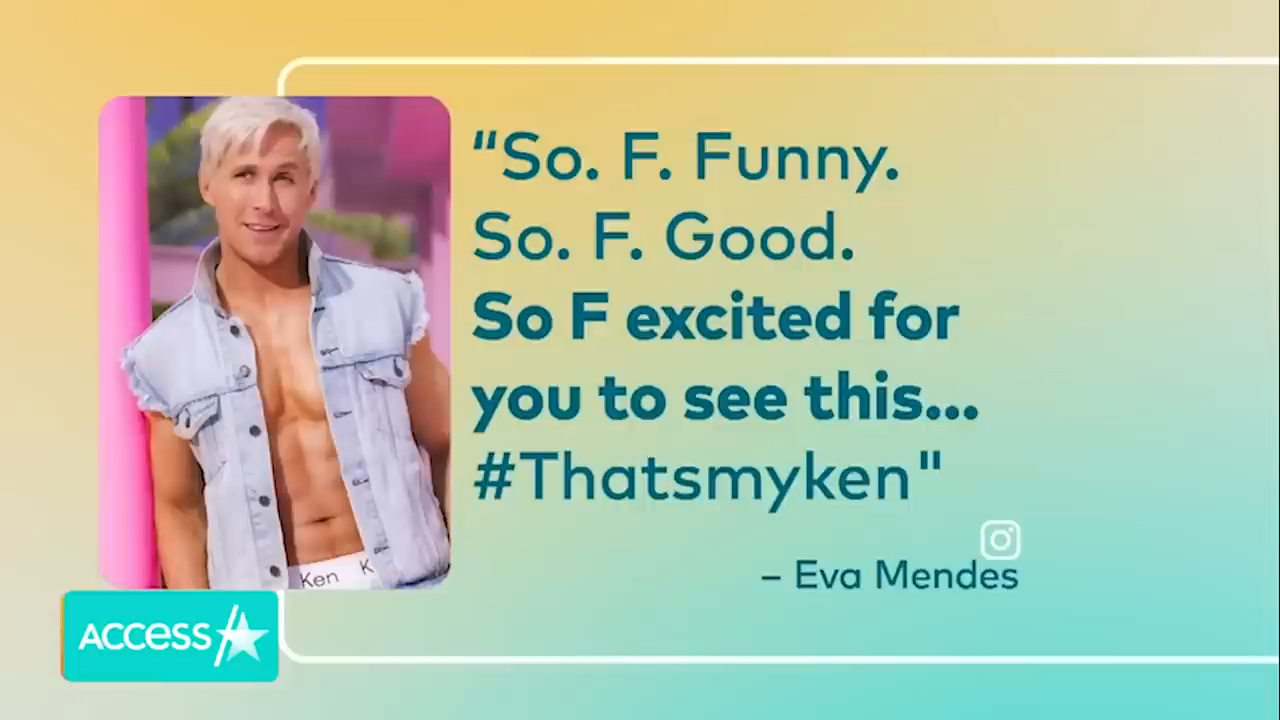 “So. F. Funny.
So. F. Good.
So F excited for
you to see this...
#Thatsmyken"
– Eva Mendes
Ken K
ACCESS